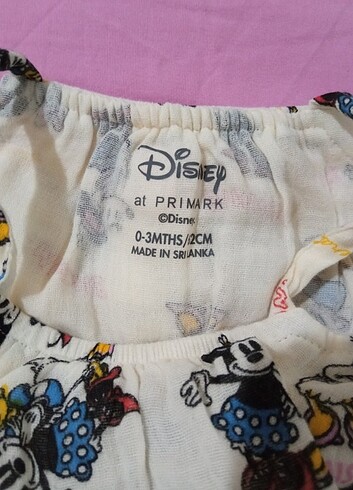 Disney
at PRIMARK
©Disney
0-3MTHS/62CM
MADE IN SRI LANKA